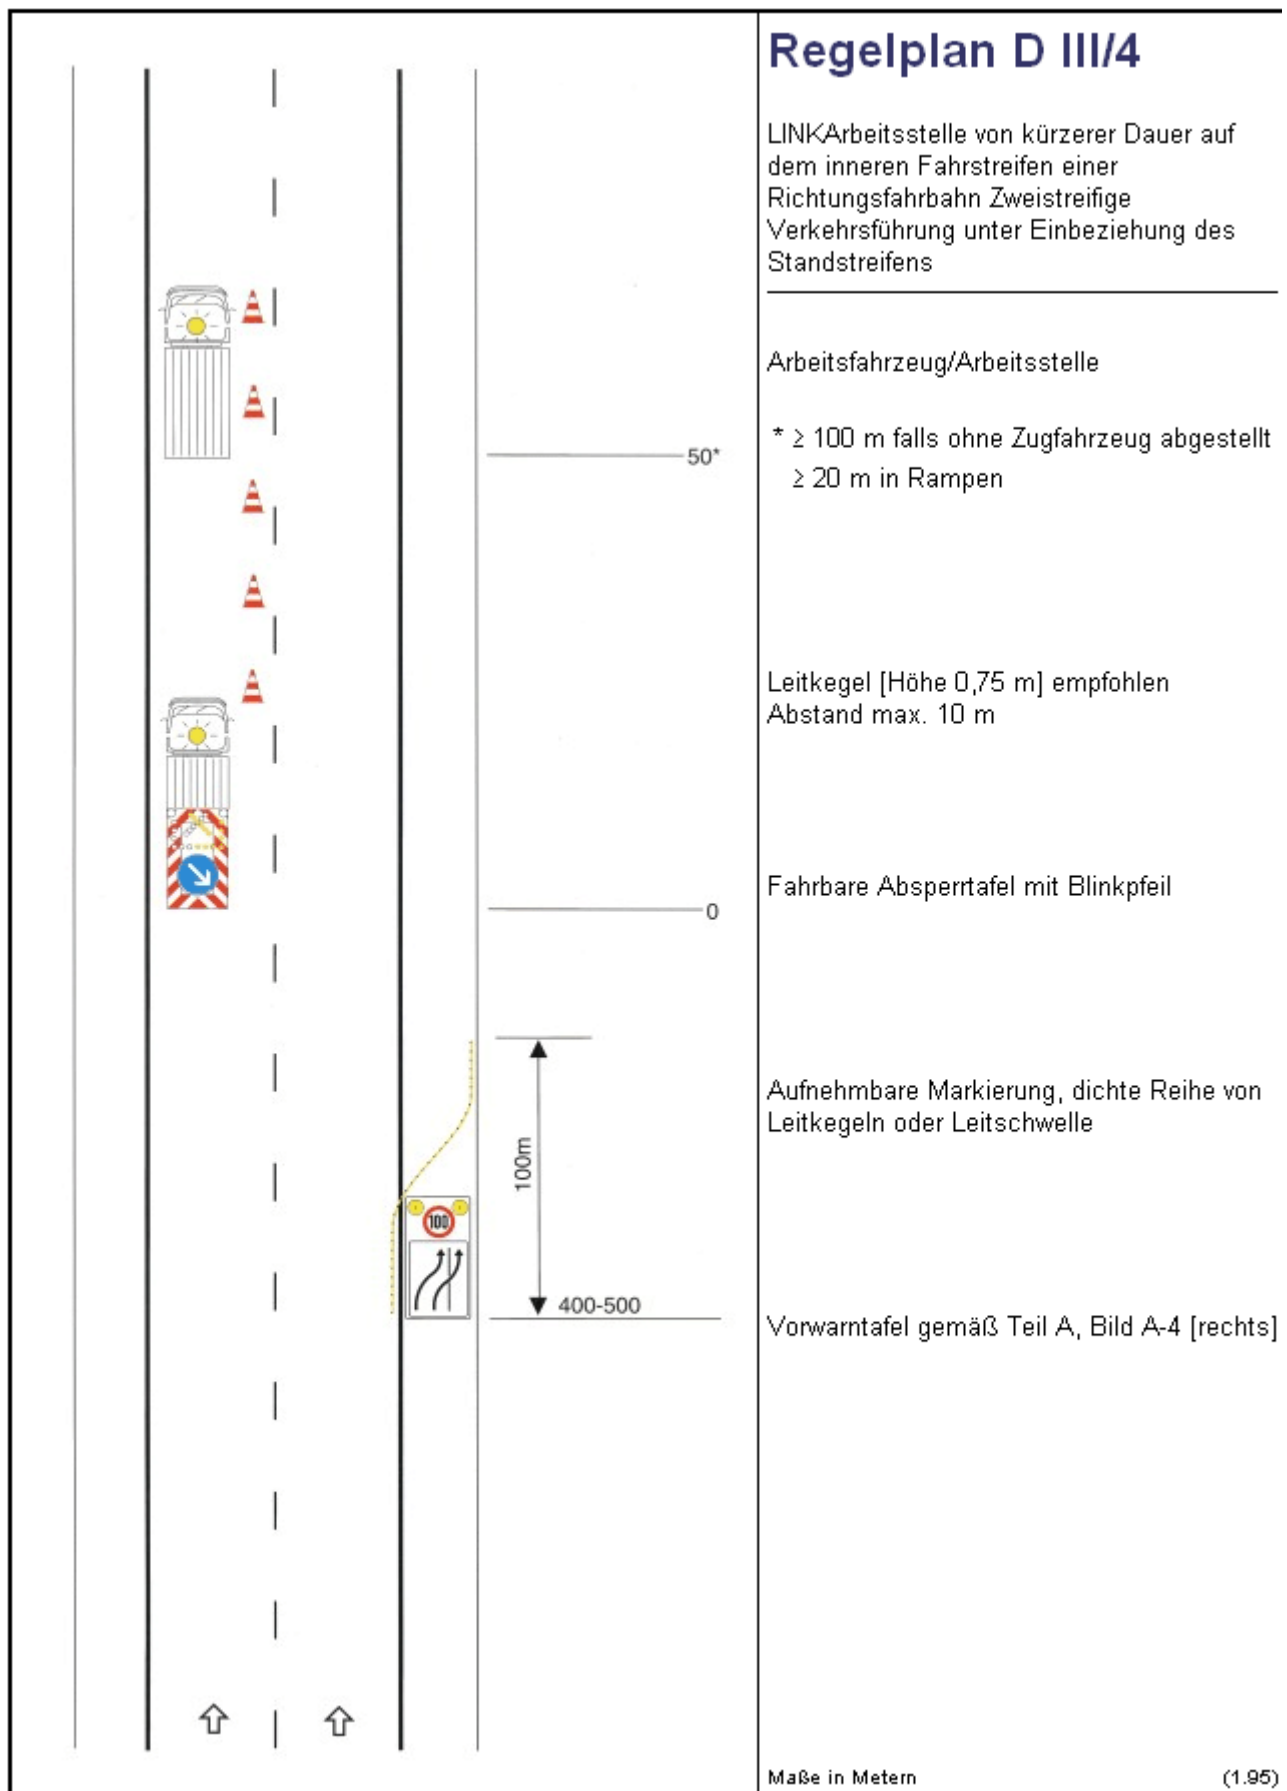 Regelplan D III/4
LINKArbeitsstelle von kürzerer Dauer auf
dem inneren Fahrstreifen einer
Richtungsfahrbahn Zweistreifige
Verkehrsführung unter Einbeziehung des
Standstreifens
Arbeitsfahrzeug/Arbeitsstelle
* ≥ 100 m falls ohne Zugfahrzeug abgestellt
≥ 20 m in Rampen
50*
Leitkegel [Höhe 0,75 m] empfohlen
Abstand max. 10 m
Fahrbare Absperrtafel mit Blinkpfeil
0
Aufnehmbare Markierung, dichte Reihe von
Leitkegeln oder Leitschwelle
100m
100
400-500
Vorwarntafel gemäß Teil A, Bild A-4 [rechts]
Maße in Metern (1.95)